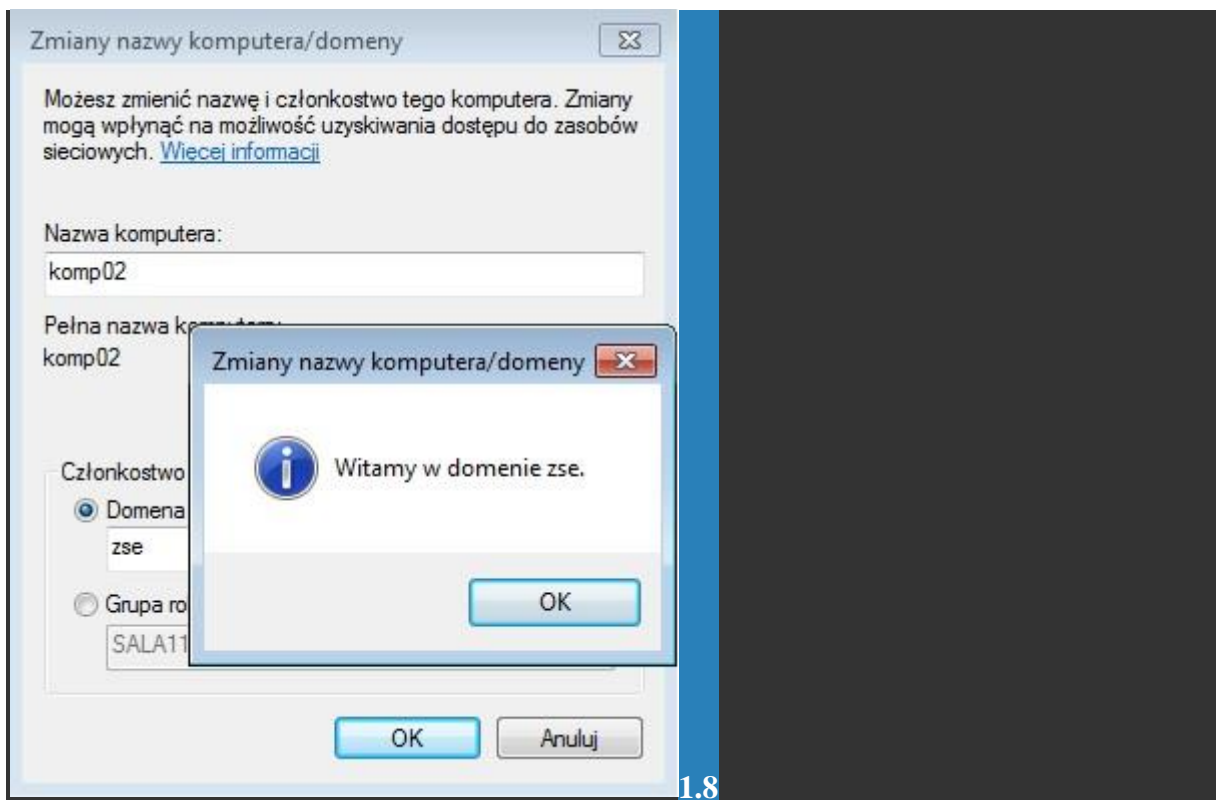 Zmiany nazwy komputera/domeny
Możesz zmienić nazwę i członkostwo tego komputera. Zmiany
mogą wpłynąć na możliwość uzyskiwania dostępu do zasobów
sieciowych. Więcej informacji
Nazwa komputera:
komp02
Pełna nazwa
komp02
Zmiany nazwy komputera/domeny
Witamy w domenie zse.
OK
Członkostwo
Domena
zse
Grupa
SALA11
OK
Anuluj
1.8